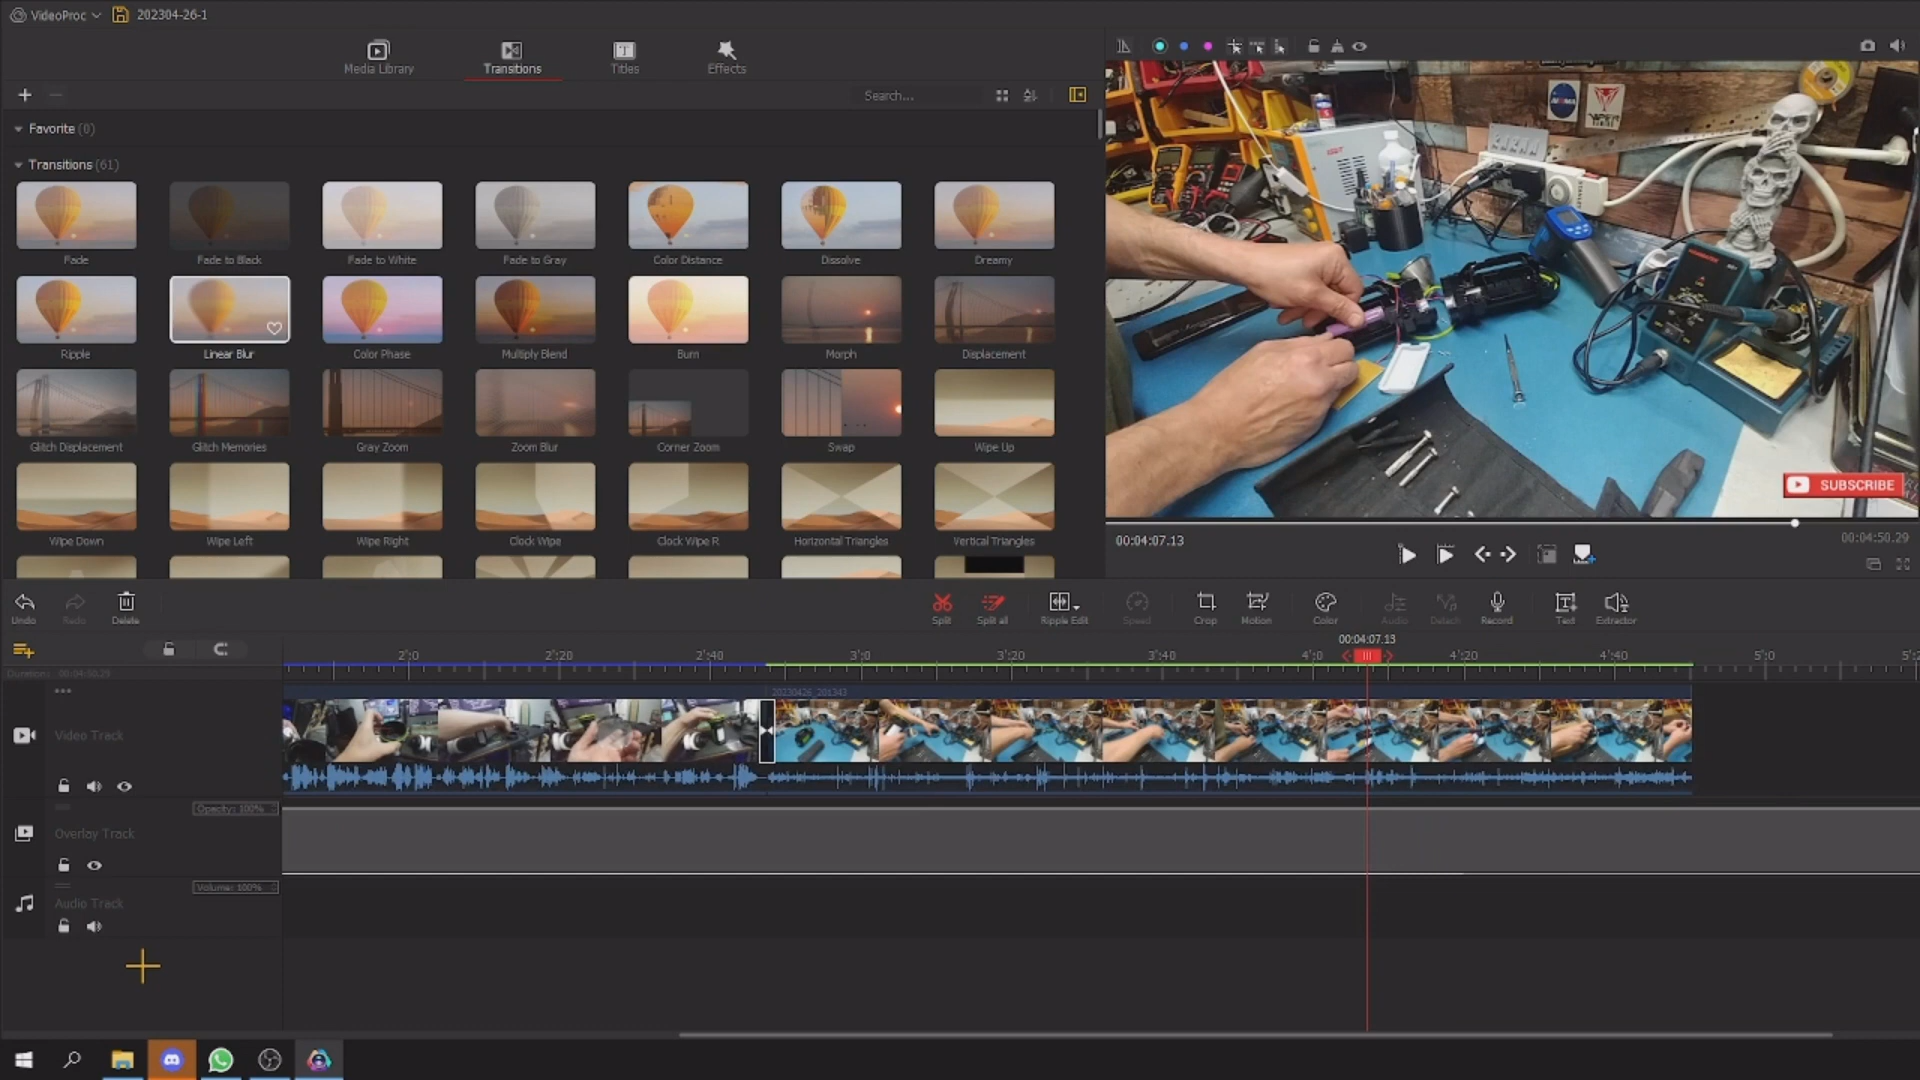 VideoProc
202304-26-1
Media Library
Transitions
Titles
Effects
Search...
Favorite (0)
Transitions (61)
Fade
Fade to Black
Fade to White
Fade to Gray
Color Distance
Dissolve
Dreamy
Ripple
Linear Blur
Color Phase
Multiply Blend
Burn
Morph
Displacement
Glitch Displacement
Glitch Memories
Gray Zoom
Zoom Blur
Corner Zoom
Swap
Wipe Up
Wipe Down
Wipe Left
Wipe Right
Clock Wipe
Clock Wipe R
Horizontal Triangles
Vertical Triangles
SUBSCRIBE
00:04:07.13
00:04:50.29
Undo
Redo
Delete
Split
Split all
Ripple Edit
Speed
Crop
Motion
Color
Audio
Detach
Record
Text
Extractor
00:04:07.13
2'0
2'20
2'40
3'0
3'20
3'40
4'0
4'20
4'40
5'0
Duration: 00:04:50.29
20230426_201343
Video Track
Opacity: 100%
Overlay Track
Volume: 100%
Audio Track